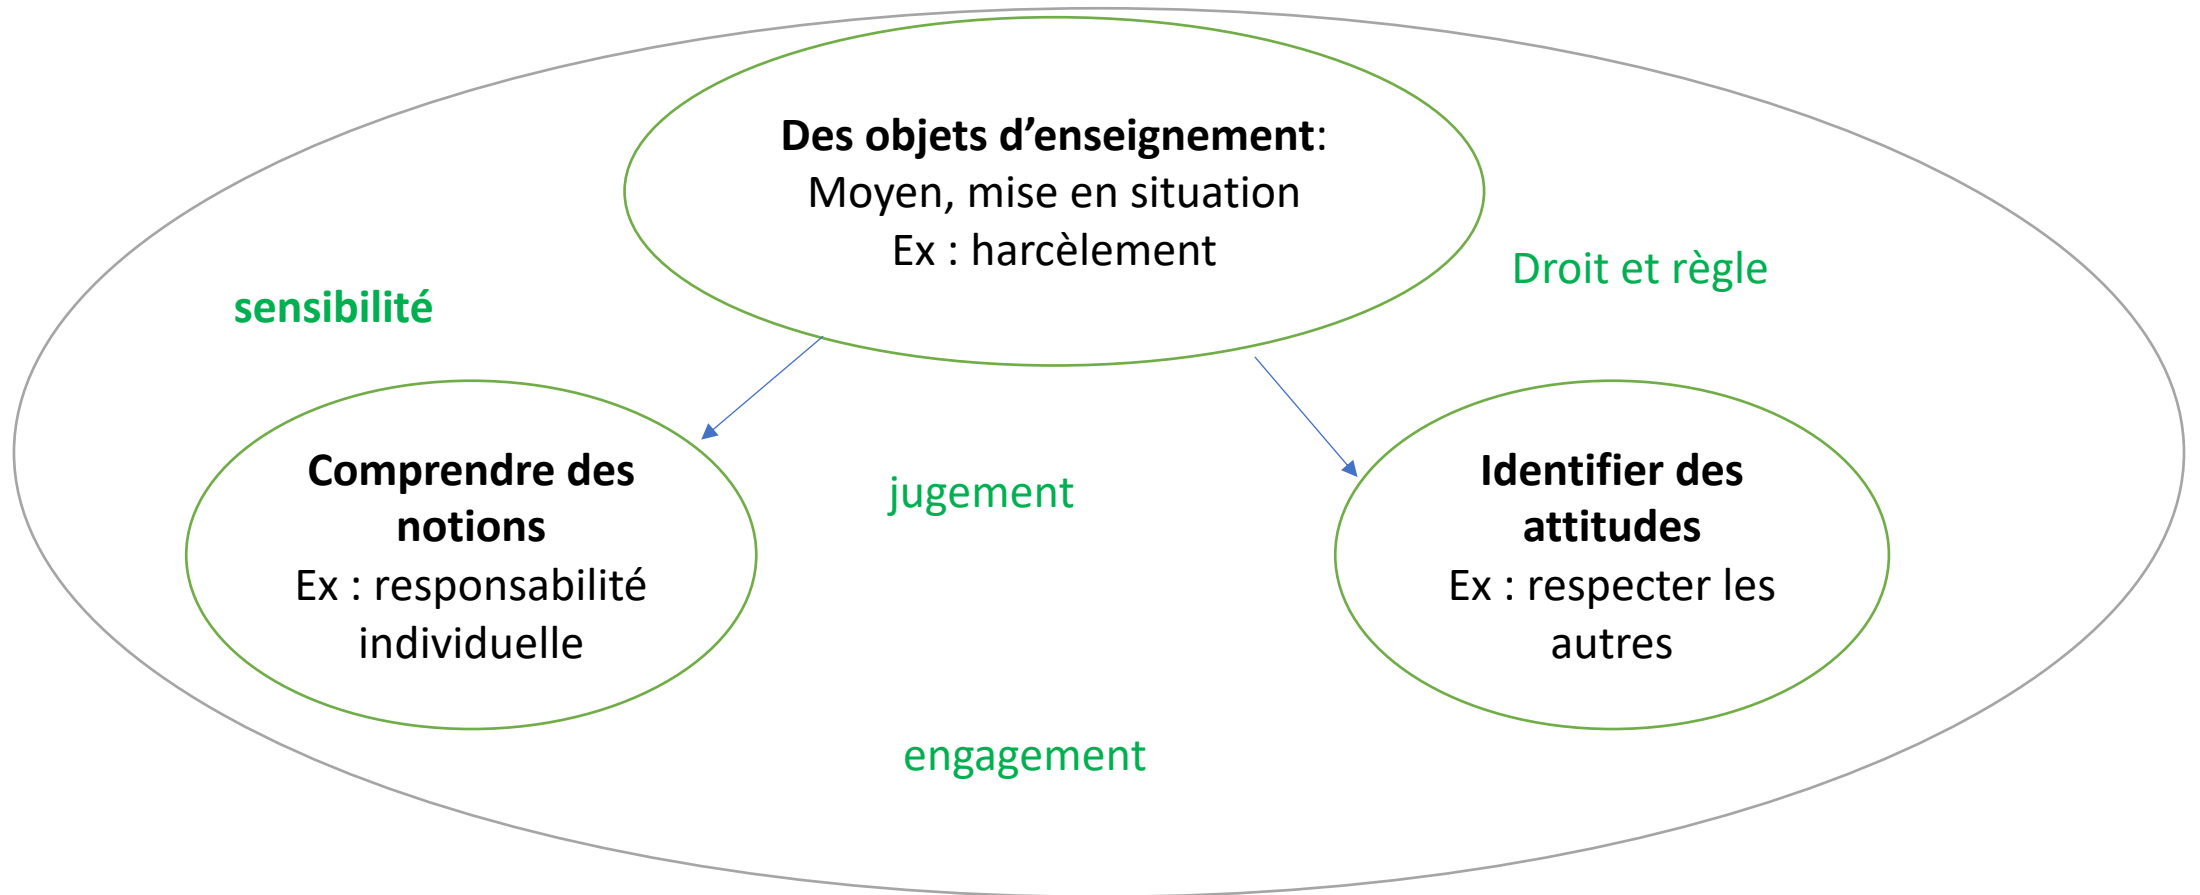 Des objets d’enseignement:
Moyen, mise en situation
Ex : harcèlement
Droit et règle
sensibilité
Comprendre des
notions
Ex : responsabilité
individuelle
jugement
Identifier des
attitudes
Ex : respecter les
autres
engagement